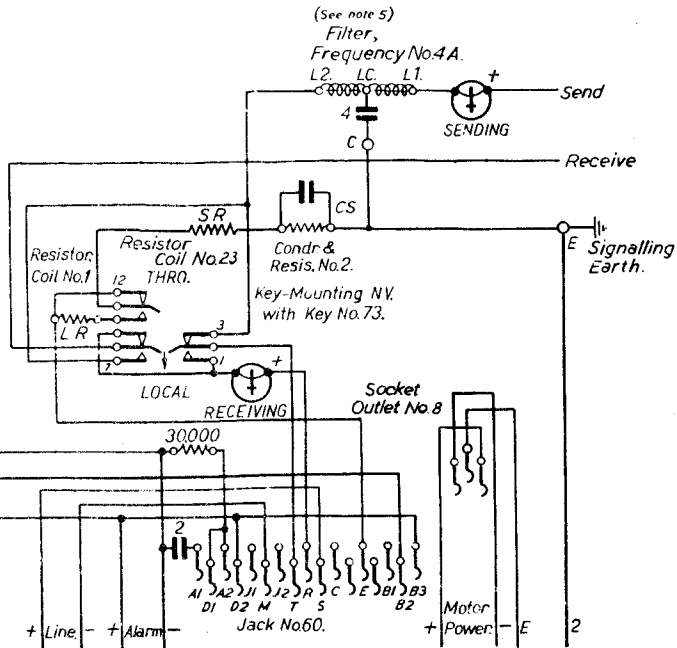 (See note 5)
Filter,
Frequency No.4A.
L2. LC. L1.
+
Send
4
SENDING
C
Receive
SR
CS
E
Signalling
Earth.
Resistor
Coil No.23
Condr &
Resis. No.2.
Resistor
Coil No.1
12
THRO.
Key-Mounting N.V.
with Key No.73.
LR
3
7
1
LOCAL
+
RECEIVING
Socket
Outlet No.8
30,000
2
A1 A2 J1 J2 R C E B1 B3
D1 D2 M T S B2
Jack No.60.
+ Line - + Alarm -
Motor
+ Power. - E 2